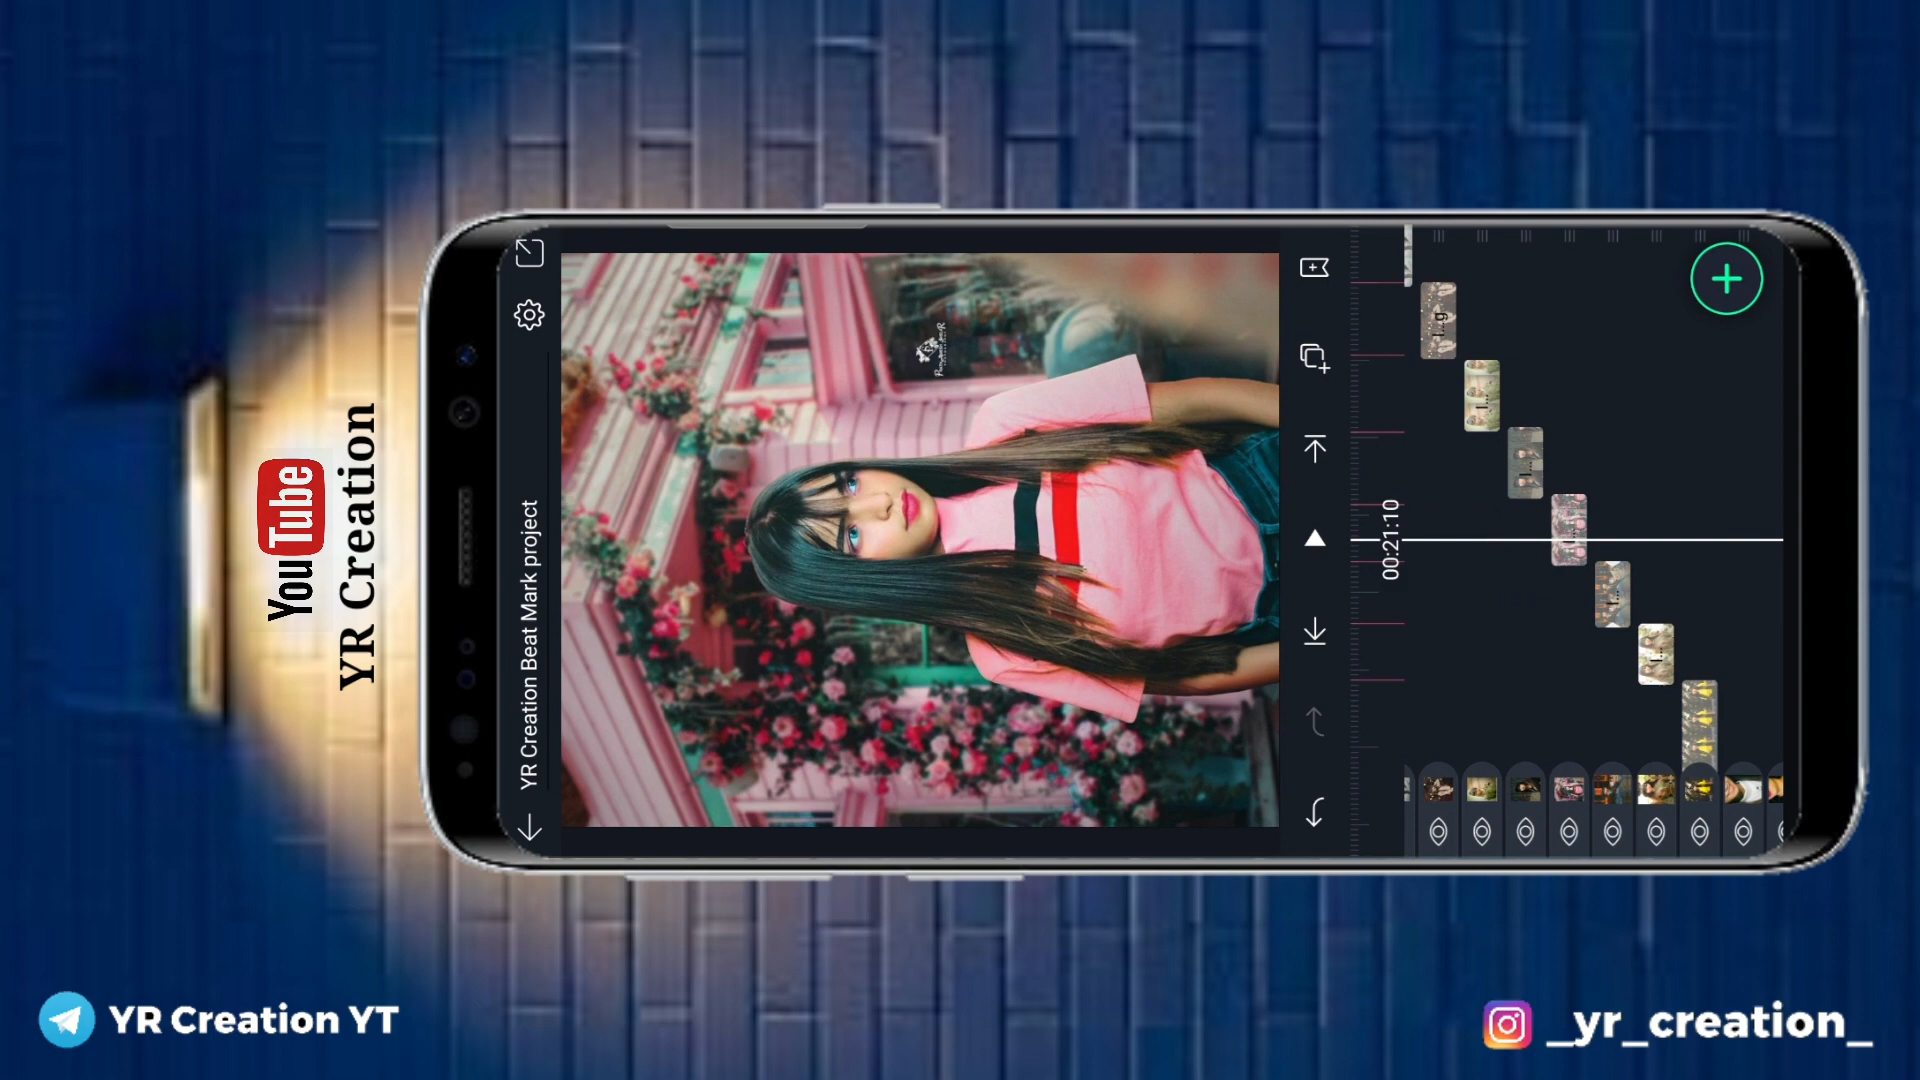 YouTube
YR Creation
YR Creation Beat Mark project
00:21:10
I...g
I...
I...
I...
I...
I...
YR Creation YT
_yr_creation_